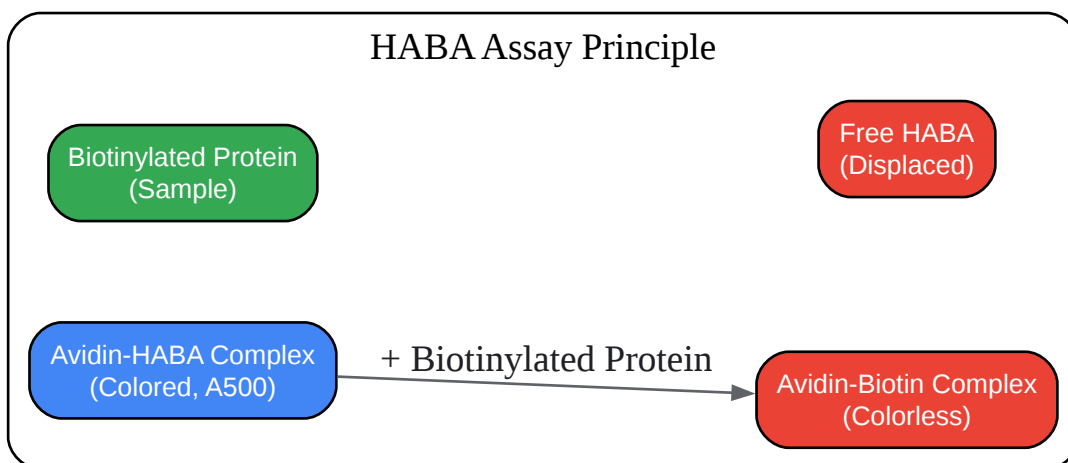 HABA Assay Principle
Biotinylated Protein
(Sample)
Free HABA
(Displaced)
Avidin-HABA Complex
(Colored, A500)
+ Biotinylated Protein
Avidin-Biotin Complex
(Colorless)